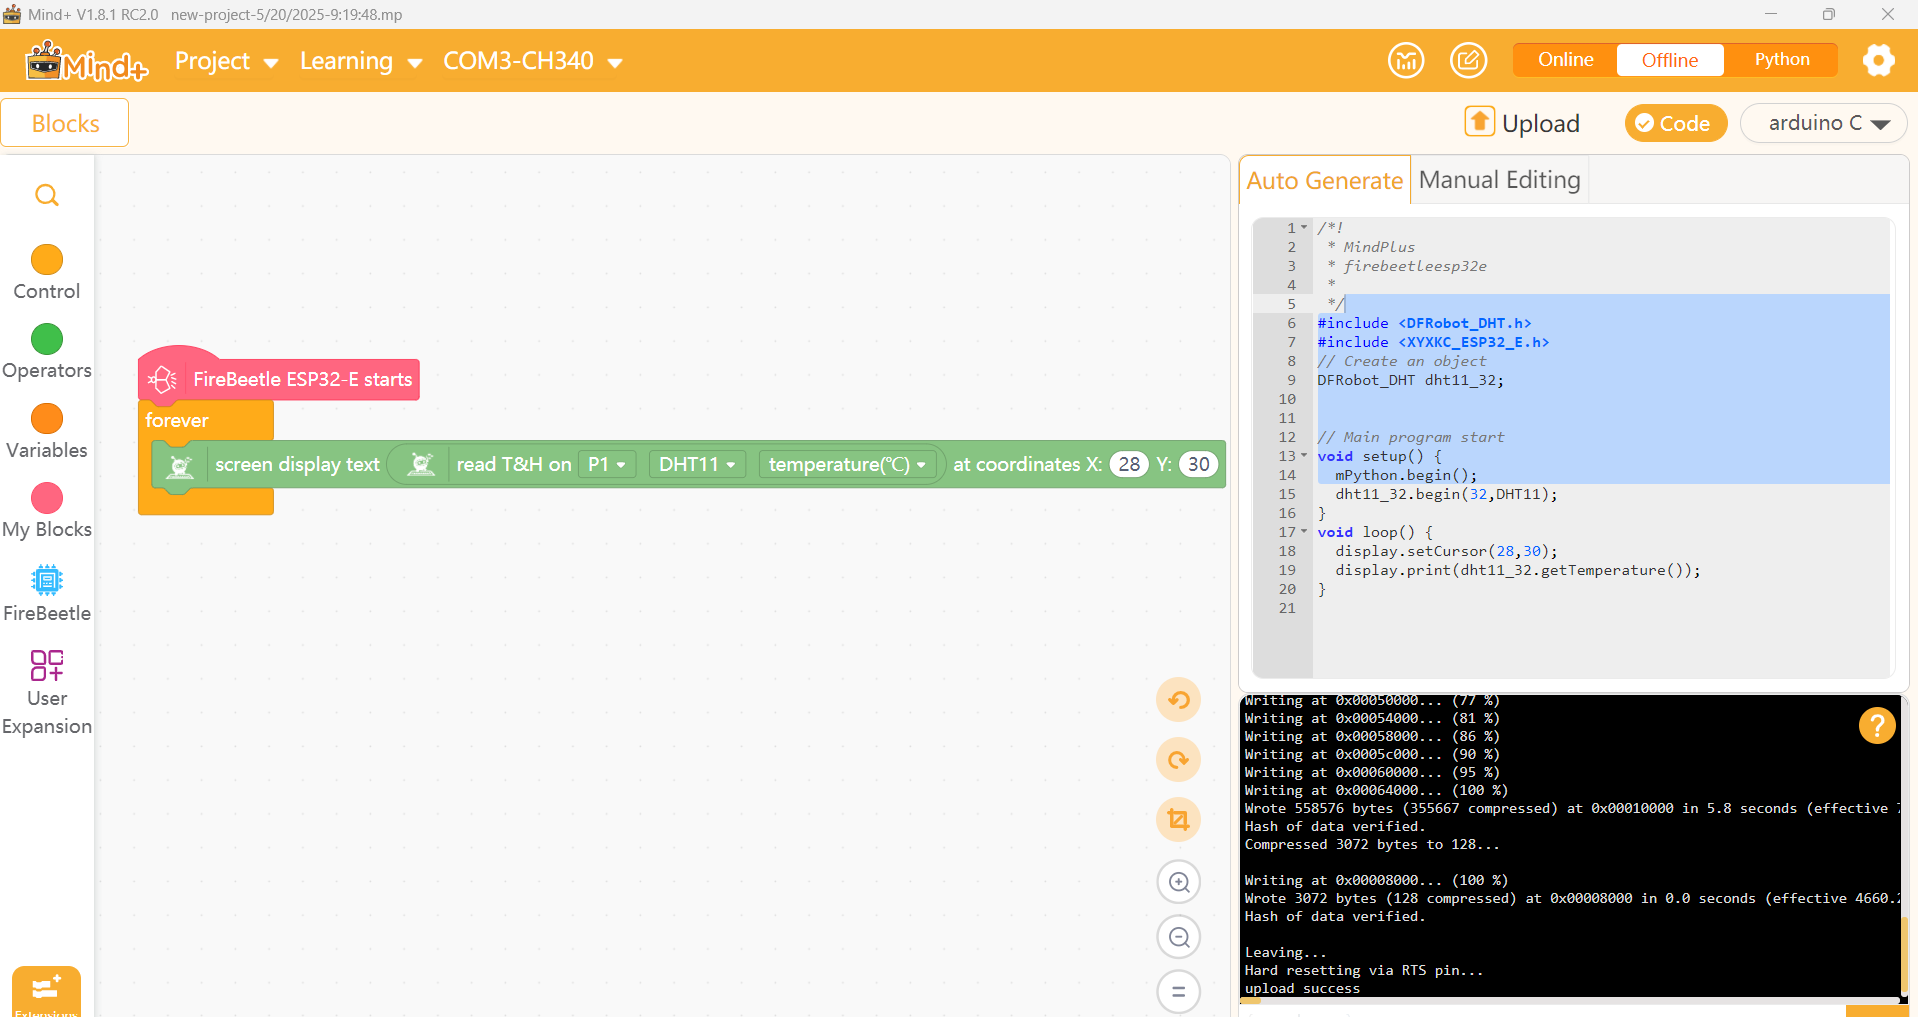 Mind+ V1.8.1 RC2.0 new-project-5/20/2025-9:19:48.mp
Mind+ Project Learning COM3-CH340 Online Offline Python
Blocks
Upload Code arduino C
Control
Operators
Variables
My Blocks
FireBeetle
User
Expansion
Extensions
FireBeetle ESP32-E starts
forever
screen display text read T&H on P1 DHT11 temperature(℃) at coordinates X: 28 Y: 30
Auto Generate Manual Editing
1 /*!
2 * MindPlus
3 * firebeetleesp32e
4 *
5 */
6 #include <DFRobot_DHT.h>
7 #include <XYXKC_ESP32_E.h>
8 // Create an object
9 DFRobot_DHT dht11_32;
10
11
12 // Main program start
13 void setup() {
14 mPython.begin();
15 dht11_32.begin(32,DHT11);
16 }
17 void loop() {
18 display.setCursor(28,30);
19 display.print(dht11_32.getTemperature());
20 }
21
Writing at 0x00050000... (77 %)
Writing at 0x00054000... (81 %)
Writing at 0x00058000... (86 %)
Writing at 0x0005c000... (90 %)
Writing at 0x00060000... (95 %)
Writing at 0x00064000... (100 %)
Wrote 558576 bytes (355667 compressed) at 0x00010000 in 5.8 seconds (effective
Hash of data verified.
Compressed 3072 bytes to 128...
Writing at 0x00008000... (100 %)
Wrote 3072 bytes (128 compressed) at 0x00008000 in 0.0 seconds (effective 4660.
Hash of data verified.
Leaving...
Hard resetting via RTS pin...
upload success
?